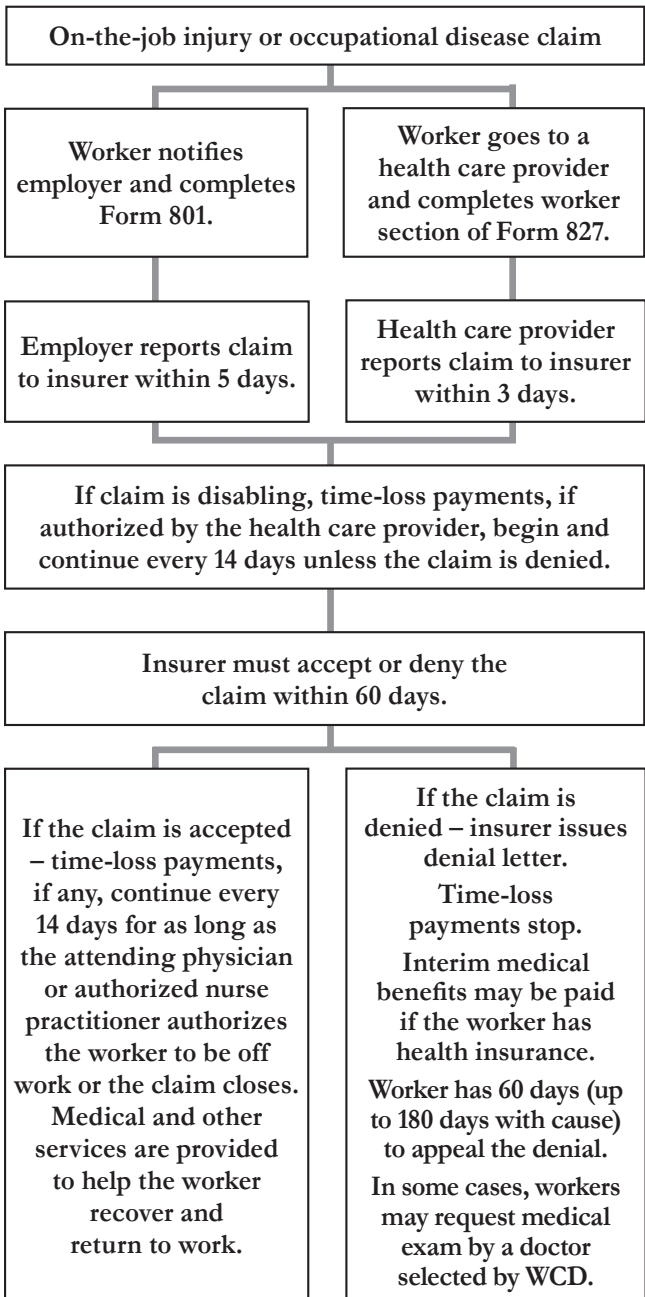 On-the-job injury or occupational disease claim
Worker notifies
employer and completes
Form 801.
Worker goes to a
health care provider
and completes worker
section of Form 827.
Employer reports claim
to insurer within 5 days.
Health care provider
reports claim to insurer
within 3 days.
If claim is disabling, time-loss payments, if
authorized by the health care provider, begin and
continue every 14 days unless the claim is denied.
Insurer must accept or deny the
claim within 60 days.
If the claim is accepted
– time-loss payments,
if any, continue every
14 days for as long as
the attending physician
or authorized nurse
practitioner authorizes
the worker to be off
work or the claim closes.
Medical and other
services are provided
to help the worker
recover and
return to work.
If the claim is
denied – insurer issues
denial letter.
Time-loss
payments stop.
Interim medical
benefits may be paid
if the worker has
health insurance.
Worker has 60 days (up
to 180 days with cause)
to appeal the denial.
In some cases, workers
may request medical
exam by a doctor
selected by WCD.